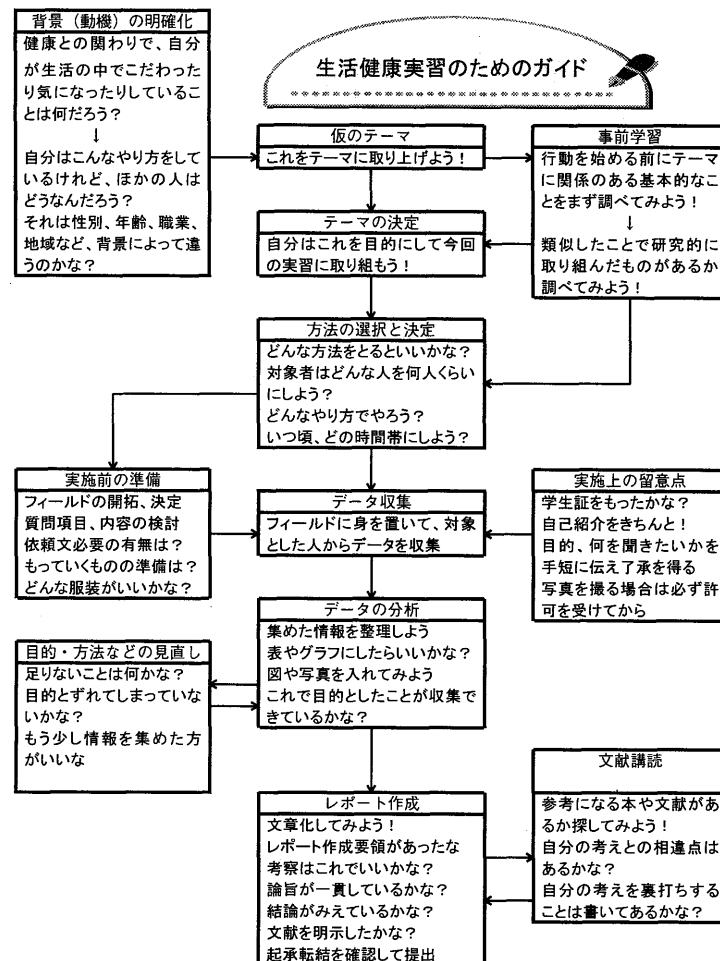 生活健康実習のためのガイド
背景（動機）の明確化
健康との関わりで、自分
が生活の中でこだわった
り気になったりしているこ
とは何だろう？
↓
自分はこんなやり方をして
いるけれど、ほかの人は
どうなんだろう？
それは性別、年齢、職業、
地域など、背景によって違
うのかな？
仮のテーマ
これをテーマに取り上げよう！
事前学習
行動を始める前にテーマ
に関係のある基本的なこ
とをまず調べてみよう！
↓
類似したことで研究的に
取り組んだものがあるか
調べてみよう！
テーマの決定
自分はこれを目的にして今回
の実習に取り組もう！
方法の選択と決定
どんな方法をとるといいかな？
対象者はどんな人を何人くらい
にしよう？
どんなやり方でやろう？
いつ頃、どの時間帯にしよう？
実施前の準備
フィールドの開拓、決定
質問項目、内容の検討
依頼文必要の有無は？
もっていくものの準備は？
どんな服装がいいかな？
データ収集
フィールドに身を置いて、対象
とした人からデータを収集
実施上の留意点
学生証をもったかな？
自己紹介をきちんと！
目的、何を聞きたいかを
手短に伝え了承を得る
写真を撮る場合は必ず許
可を受けてから
データの分析
集めた情報を整理しよう
表やグラフにしたらいいかな？
図や写真を入れてみよう
これで目的としたことが収集で
きているかな？
目的・方法などの見直し
足りないことは何かな？
目的とずれてしまっていな
いかな？
もう少し情報を集めた方
がいいな
レポート作成
文章化してみよう！
レポート作成要領があったな
考察はこれでいいかな？
論旨が一貫しているかな？
結論がみえているかな？
文献を明示したかな？
起承転結を確認して提出
文献講読
参考になる本や文献があ
るか探してみよう！
自分の考えとの相違点は
あるかな？
自分の考えを裏打ちする
ことは書いてあるかな？